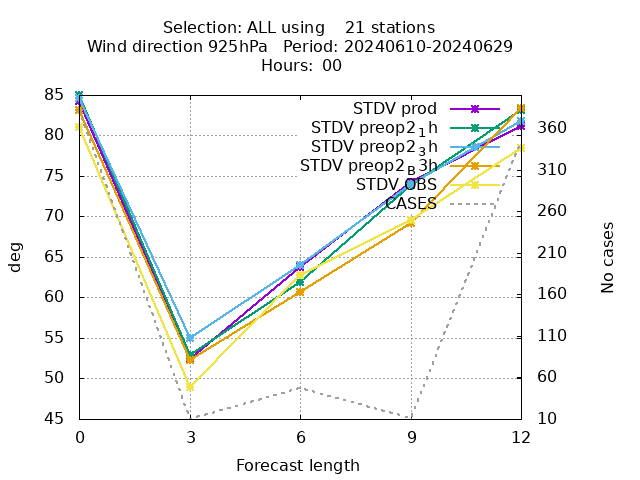 Selection: ALL using    21 stations
Wind direction 925hPa   Period: 20240610-20240629
Hours: 00
STDV prod
STDV preop2_1h
STDV preop2_3h
STDV preop2_B3h
STDV OBS
CASES
85
80
75
70
65
60
55
50
45
deg
360
310
260
210
160
110
60
10
No cases
0 3 6 9 12
Forecast length